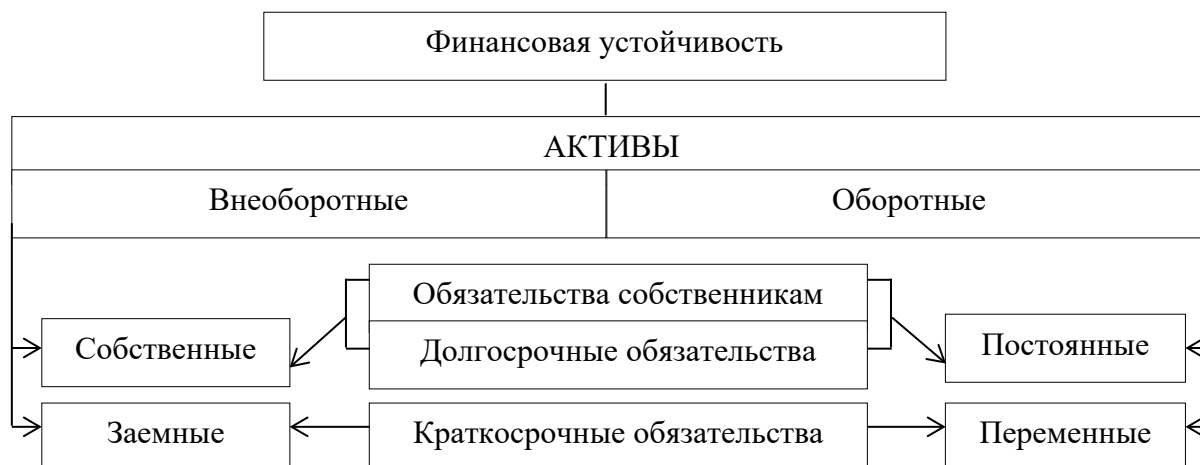 Финансовая устойчивость
АКТИВЫ
Внеоборотные
Оборотные
Обязательства собственникам
Собственные
Долгосрочные обязательства
Постоянные
Заемные
Краткосрочные обязательства
Переменные